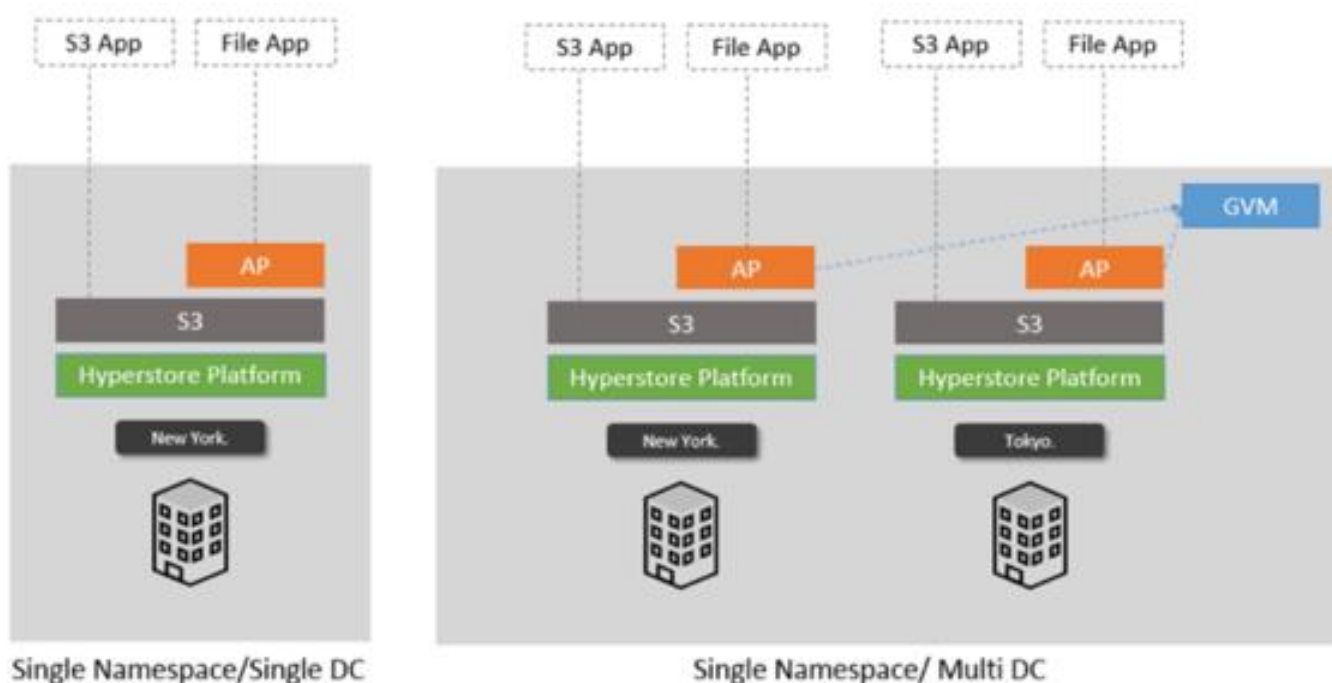 S3 App
File App
AP
S3
Hyperstore Platform
New York.
Single Namespace/Single DC
S3 App
File App
S3 App
File App
GVM
AP
AP
S3
S3
Hyperstore Platform
Hyperstore Platform
New York.
Tokyo.
Single Namespace/ Multi DC